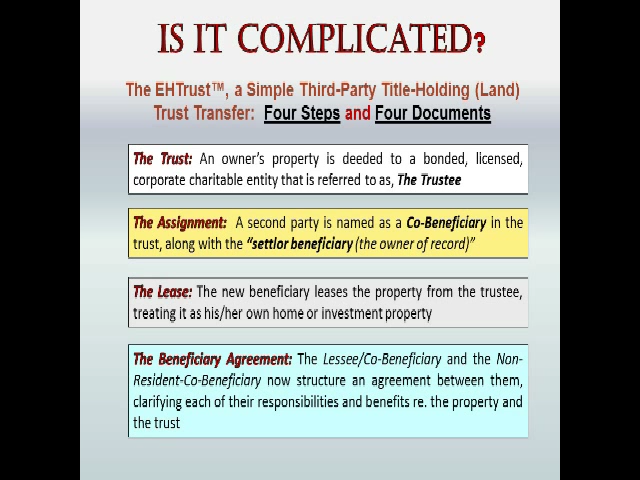 IS IT COMPLICATED?
The EHTrust™, a Simple Third-Party Title-Holding (Land)
Trust Transfer: Four Steps and Four Documents
The Trust: An owner's property is deeded to a bonded, licensed,
corporate charitable entity that is referred to as, The Trustee
The Assignment: A second party is named as a Co-Beneficiary in the
trust, along with the "settlor beneficiary (the owner of record)"
The Lease: The new beneficiary leases the property from the trustee,
treating it as his/her own home or investment property
The Beneficiary Agreement: The Lessee/Co-Beneficiary and the Non-
Resident-Co-Beneficiary now structure an agreement between them,
clarifying each of their responsibilities and benefits re. the property and
the trust